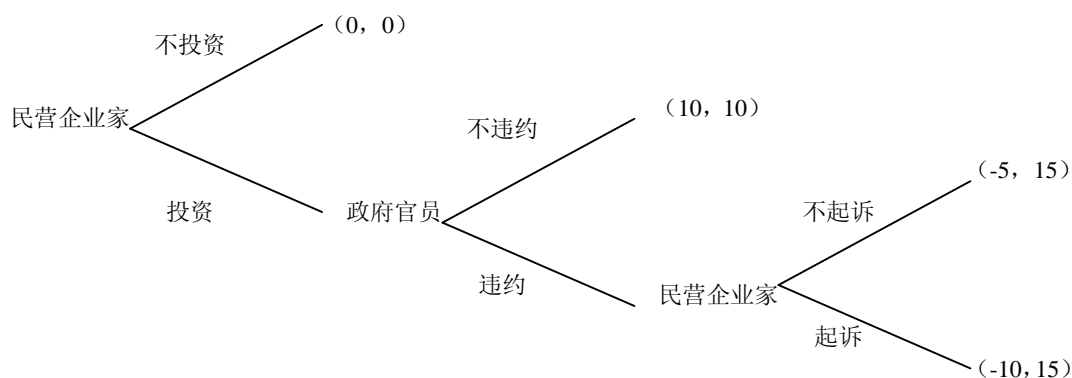 （0，0）
不投资
民营企业家
（10，10）
不违约
（-5，15）
投资
政府官员
不起诉
违约
民营企业家
起诉
（-10，15）